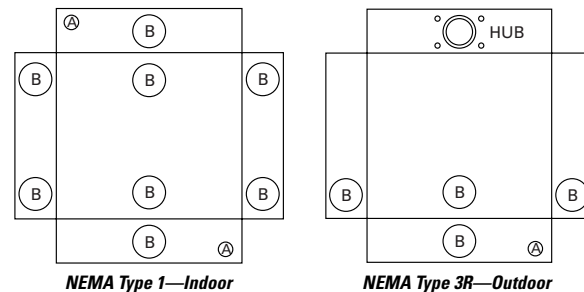 A B
B B B
B B B
B A
NEMA Type 1—Indoor
HUB
B B B
B A
NEMA Type 3R—Outdoor